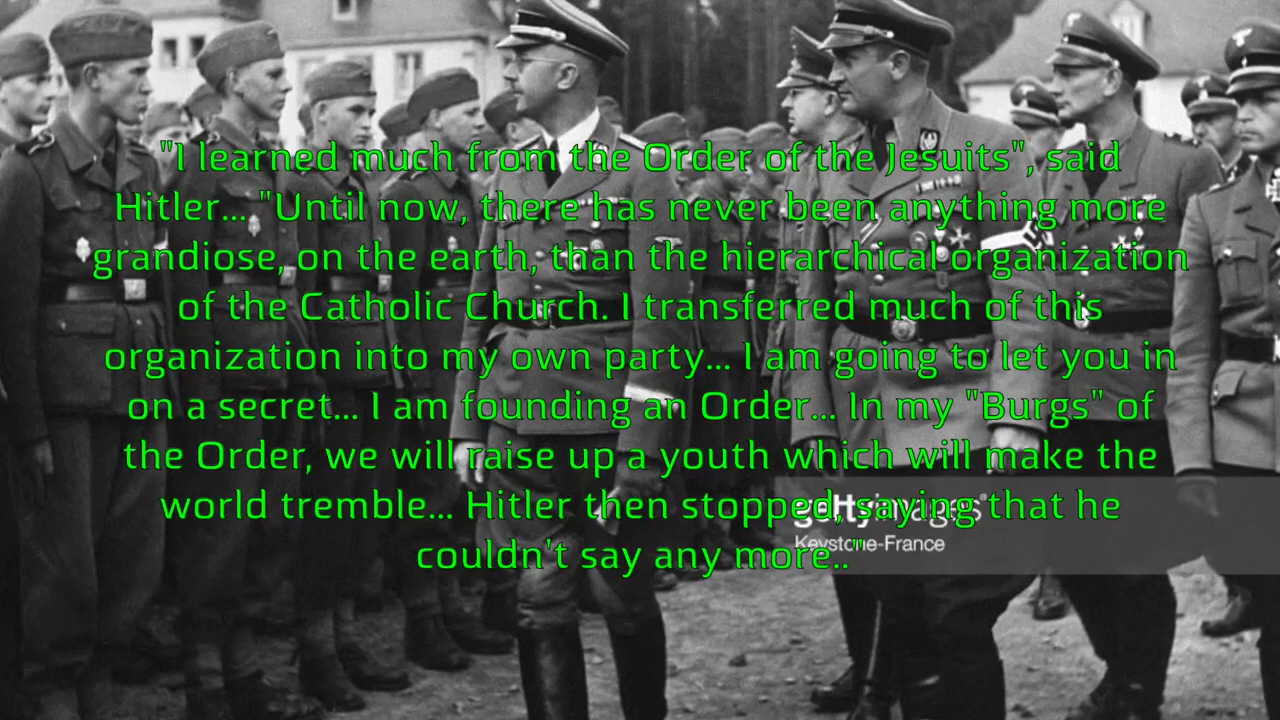 "I learned much from the Order of the Jesuits", said
Hitler... "Until now, there has never been anything more
grandiose, on the earth, than the hierarchical organization
of the Catholic Church. I transferred much of this
organization into my own party... I am going to let you in
on a secret... I am founding an Order... In my "Burgs" of
the Order, we will raise up a youth which will make the
world tremble... Hitler then stopped, saying that he
couldn't say any more.."
gettyimages®
Keystone-France